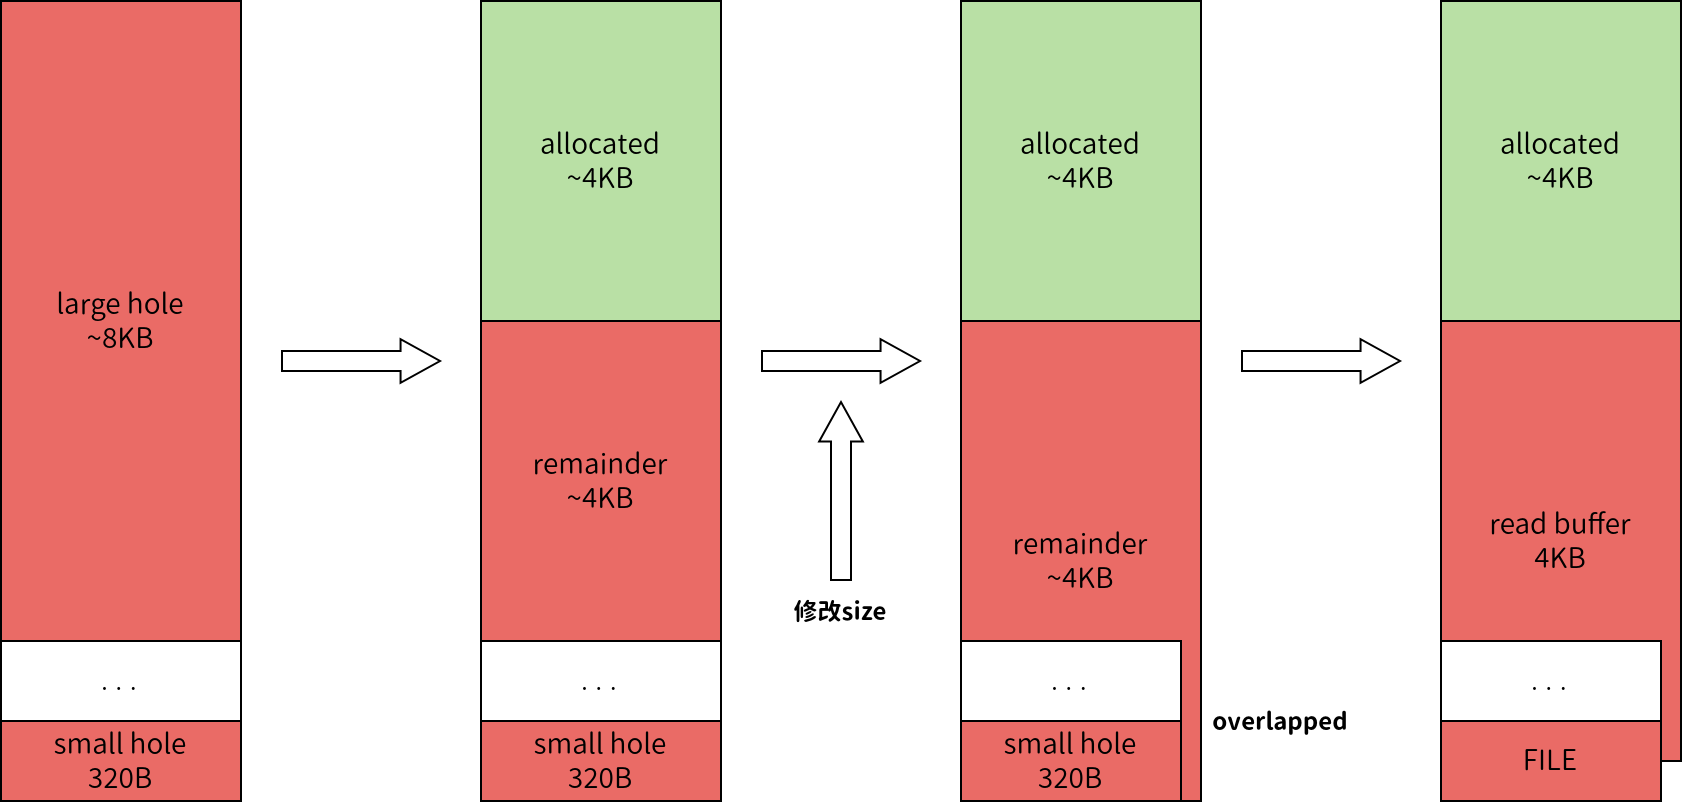 large hole
~8KB
. . .
small hole
320B
allocated
~4KB
remainder
~4KB
. . .
small hole
320B
修改size
allocated
~4KB
remainder
~4KB
. . .
small hole
320B
overlapped
allocated
~4KB
read buffer
4KB
. . .
FILE